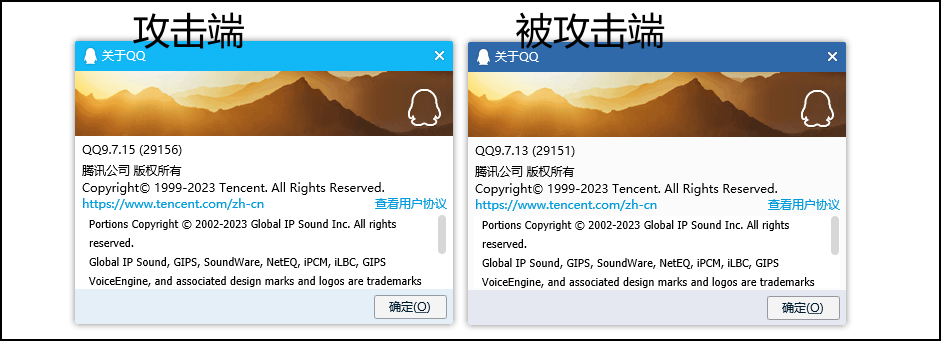 攻击端
关于QQ
QQ9.7.15 (29156)
腾讯公司 版权所有
Copyright© 1999-2023 Tencent. All Rights Reserved.
https://www.tencent.com/zh-cn 查看用户协议
Portions Copyright © 2002-2023 Global IP Sound Inc. All rights
reserved.
Global IP Sound, GIPS, SoundWare, NetEQ, iPCM, iLBC, GIPS
VoiceEngine, and associated design marks and logos are trademarks
确定(O)
被攻击端
关于QQ
QQ9.7.13 (29151)
腾讯公司 版权所有
Copyright© 1999-2023 Tencent. All Rights Reserved.
https://www.tencent.com/zh-cn 查看用户协议
Portions Copyright © 2002-2023 Global IP Sound Inc. All rights
reserved.
Global IP Sound, GIPS, SoundWare, NetEQ, iPCM, iLBC, GIPS
VoiceEngine, and associated design marks and logos are trademarks
确定(O)